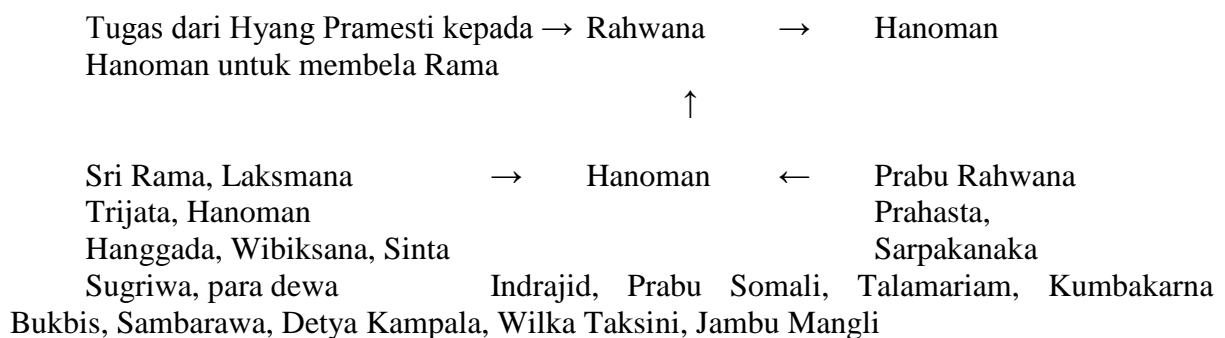 Tugas dari Hyang Pramesti kepada → Rahwana → Hanoman
Hanoman untuk membela Rama
↑
Sri Rama, Laksmana → Hanoman ← Prabu Rahwana
Trijata, Hanoman Prahasta,
Hanggada, Wibiksana, Sinta Sarpakanaka
Sugriwa, para dewa Indrajid, Prabu Somali, Talamariam, Kumbakarna
Bukbis, Sambarawa, Detya Kampala, Wilka Taksini, Jambu Mangli